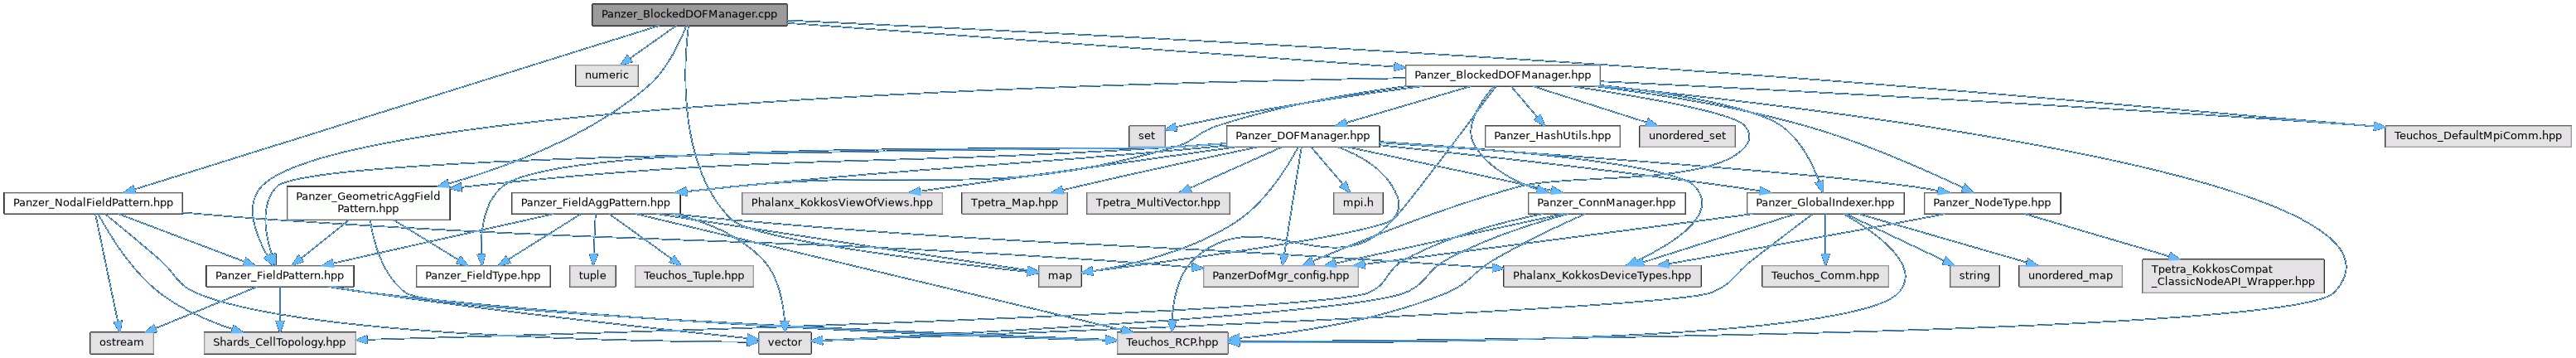 Panzer_BlockedDOFManager.cpp
numeric
Panzer_BlockedDOFManager.hpp
set
Panzer_DOFManager.hpp
Panzer_HashUtils.hpp
unordered_set
Teuchos_DefaultMpiComm.hpp
Panzer_NodalFieldPattern.hpp
Panzer_GeometricAggField
Pattern.hpp
Panzer_FieldAggPattern.hpp
Phalanx_KokkosViewOfViews.hpp
Tpetra_Map.hpp
Tpetra_MultiVector.hpp
mpi.h
Panzer_ConnManager.hpp
Panzer_GlobalIndexer.hpp
Panzer_NodeType.hpp
Panzer_FieldPattern.hpp
Panzer_FieldType.hpp
tuple
Teuchos_Tuple.hpp
map
PanzerDofMgr_config.hpp
Phalanx_KokkosDeviceTypes.hpp
Teuchos_Comm.hpp
string
unordered_map
Tpetra_KokkosCompat
_ClassicNodeAPI_Wrapper.hpp
ostream
Shards_CellTopology.hpp
vector
Teuchos_RCP.hpp